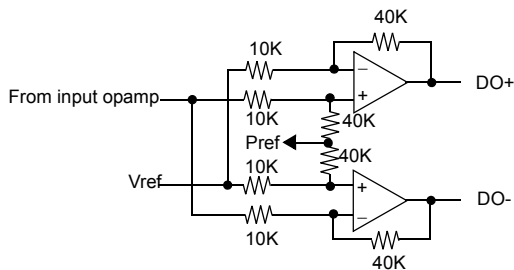 40K
10K
−
DO+
From input opamp
+
10K
40K
Pref
10K
40K
Vref
+
DO-
−
10K
40K